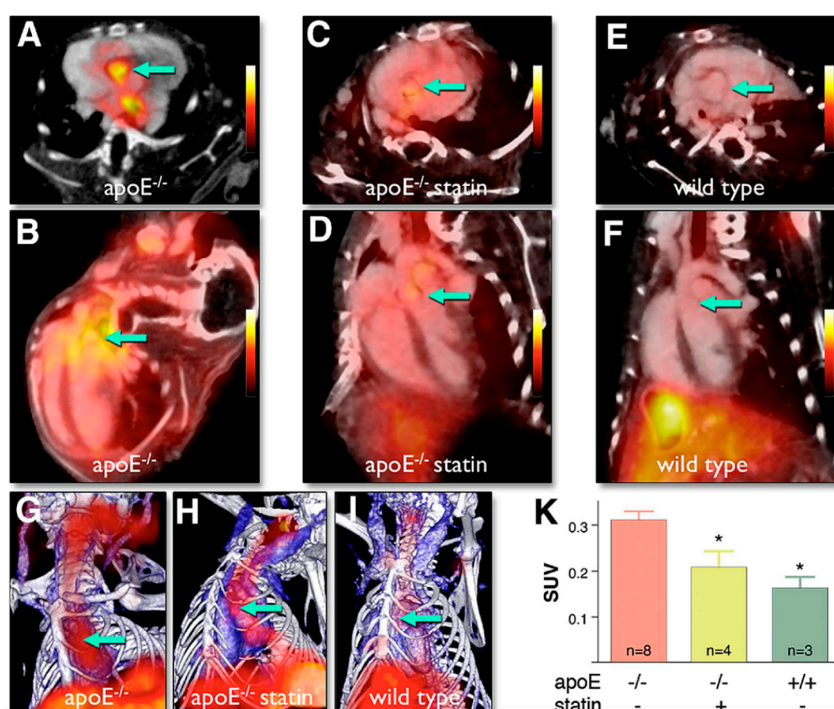 A
apoE-/-
C
apoE-/- statin
E
wild type
B
apoE-/-
D
apoE-/- statin
F
wild type
G
apoE-/-
H
apoE-/- statin
I
wild type
K
SUV
0.3
0.2
0.1
* *
n=8 n=4 n=3
apoE -/- -/- +/+
statin - + -